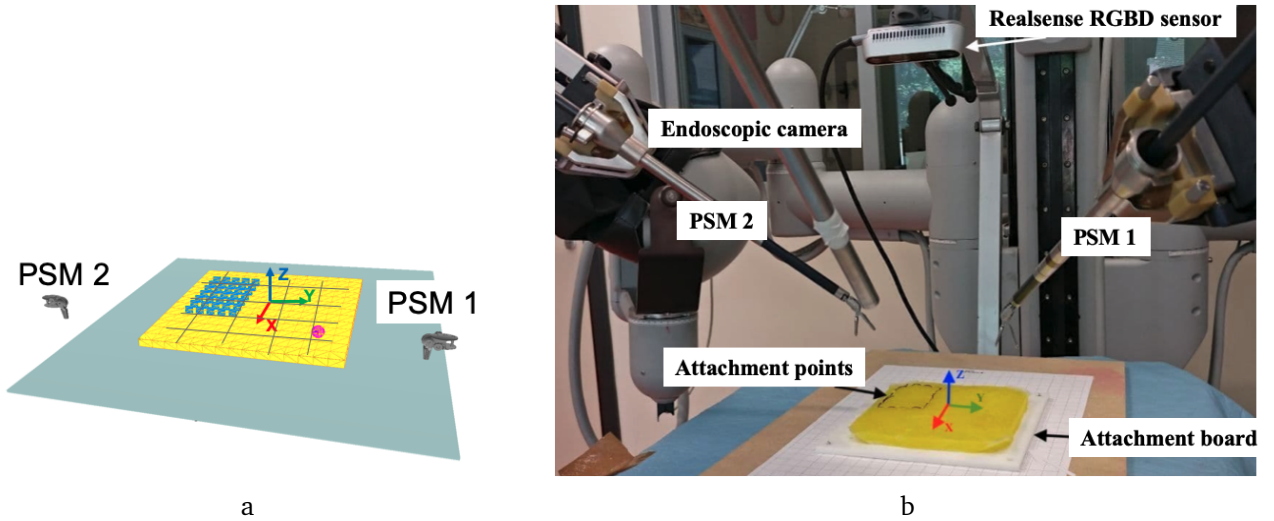 PSM 2
PSM 1
Z
Y
X
a
Realsense RGBD sensor
Endoscopic camera
PSM 2
PSM 1
Attachment points
Z
Y
X
Attachment board
b